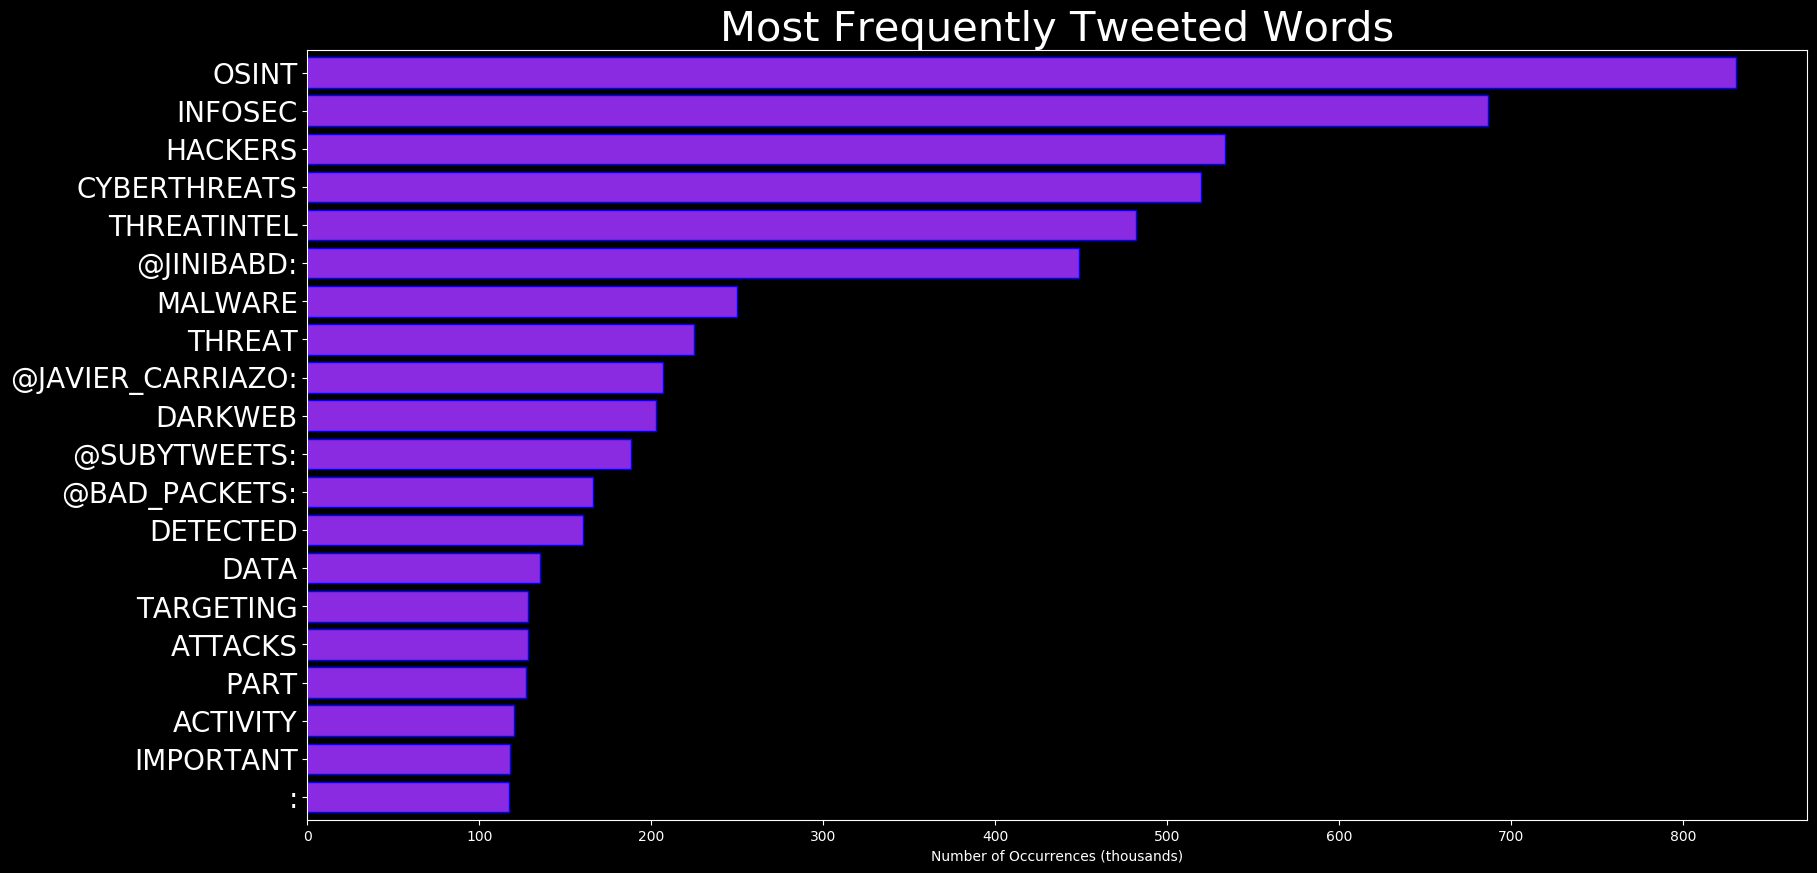 Most Frequently Tweeted Words
OSINT
INFOSEC
HACKERS
CYBERTHREATS
THREATINTEL
@JINIBABD:
MALWARE
THREAT
@JAVIER_CARRIAZO:
DARKWEB
@SUBYTWEETS:
@BAD_PACKETS:
DETECTED
DATA
TARGETING
ATTACKS
PART
ACTIVITY
IMPORTANT
:
0 100 200 300 400 500 600 700 800
Number of Occurrences (thousands)